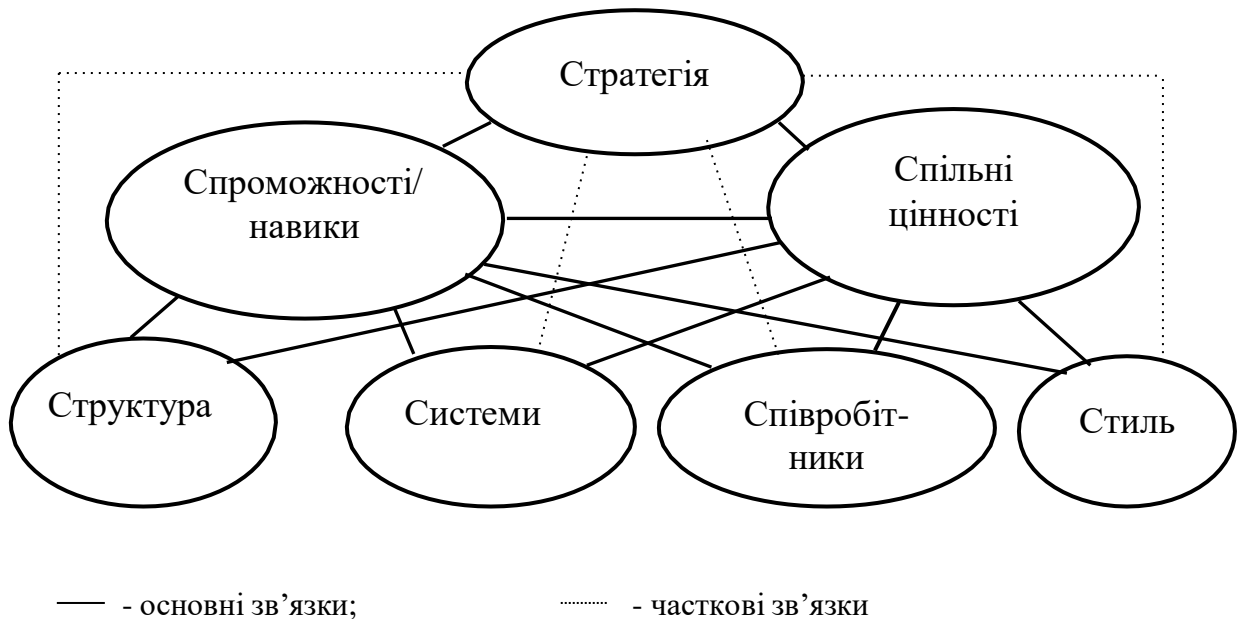 Стратегія
Спроможності/
навики
Спільні
цінності
Структура
Системи
Співробіт-
ники
Стиль
- основні зв’язки;
- часткові зв’язки